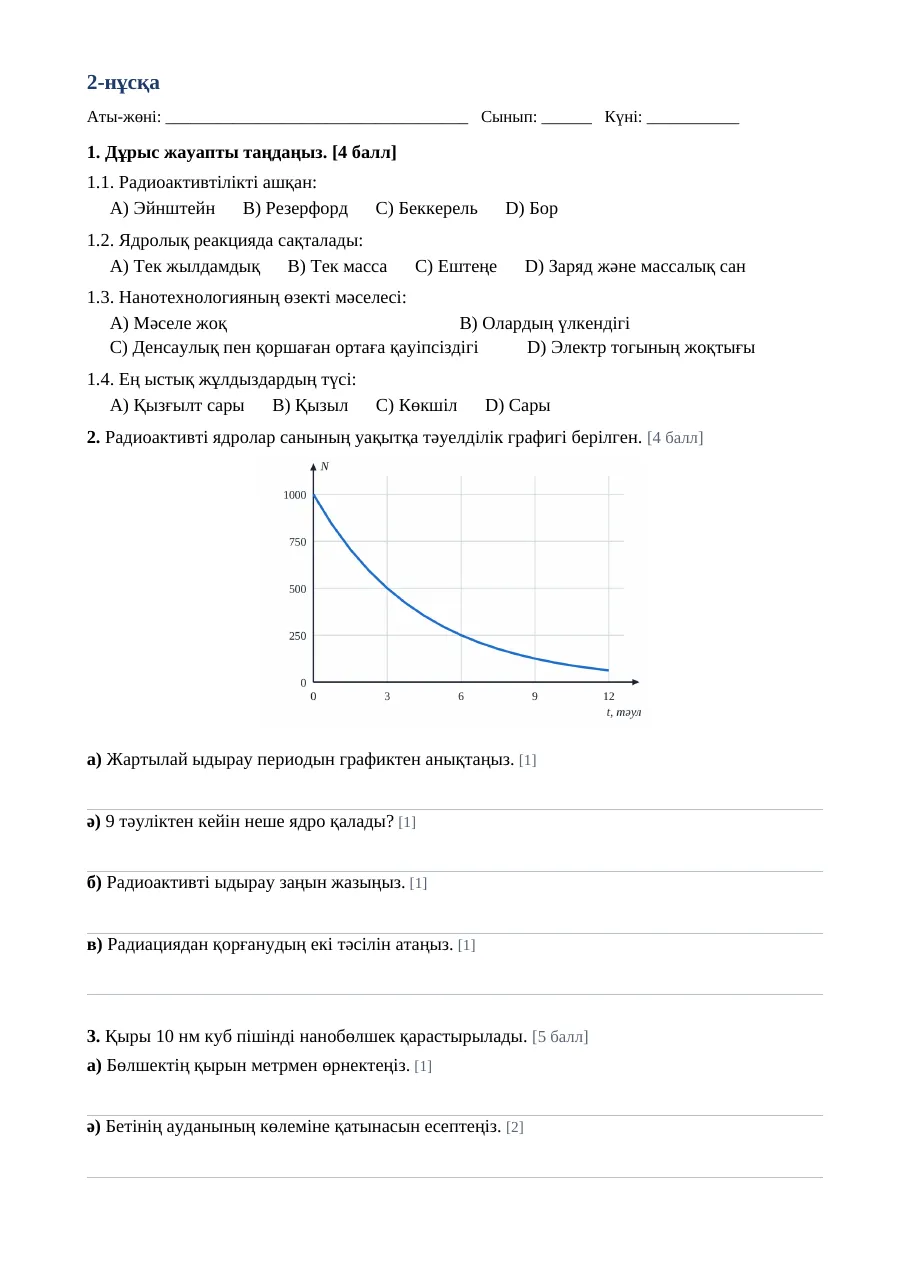 2-нұсқа
Аты-жөні: ____________________________________ Сынып: ______ Күні: ___________
1. Дұрыс жауапты таңдаңыз. [4 балл]
1.1. Радиоактивтілікті ашқан:
A) Эйнштейн B) Резерфорд C) Беккерель D) Бор
1.2. Ядролық реакцияда сақталады:
A) Тек жылдамдық B) Тек масса C) Ештеңе D) Заряд және массалық сан
1.3. Нанотехнологияның өзекті мәселесі:
A) Мәселе жоқ B) Олардың үлкендігі
C) Денсаулық пен қоршаған ортаға қауіпсіздігі D) Электр тогының жоқтығы
1.4. Ең ыстық жұлдыздардың түсі:
A) Қызғылт сары B) Қызыл C) Көкшіл D) Сары
2. Радиоактивті ядролар санының уақытқа тәуелділік графигі берілген. [4 балл]
N
1000
750
500
250
0
0 3 6 9 12
t, тәул
а) Жартылай ыдырау периодын графиктен анықтаңыз. [1]
ә) 9 тәуліктен кейін неше ядро қалады? [1]
б) Радиоактивті ыдырау заңын жазыңыз. [1]
в) Радиациядан қорғанудың екі тәсілін атаңыз. [1]
3. Қыры 10 нм куб пішінді нанобөлшек қарастырылады. [5 балл]
а) Бөлшектің қырын метрмен өрнектеңіз. [1]
ә) Бетінің ауданының көлеміне қатынасын есептеңіз. [2]